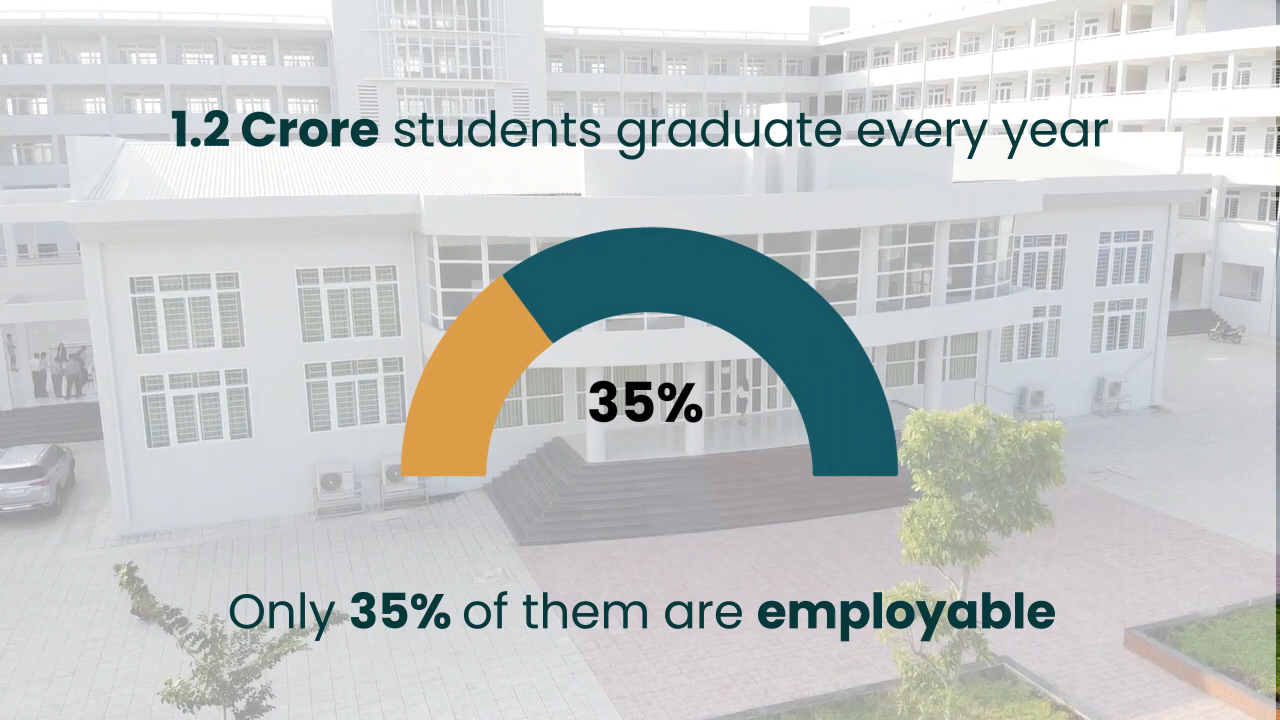 1.2 Crore students graduate every year
35%
Only 35% of them are employable